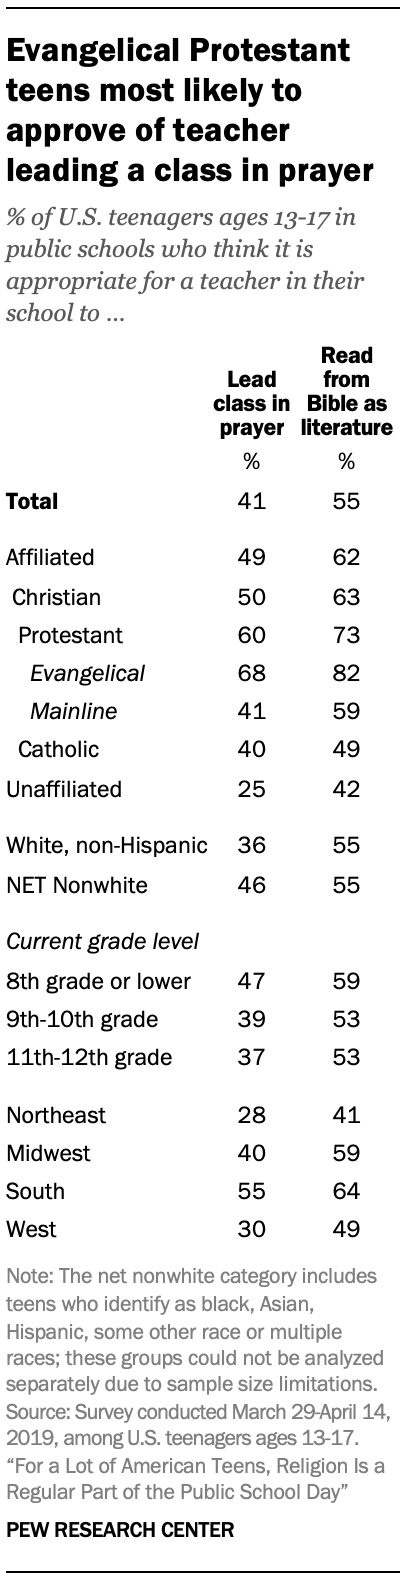 Evangelical Protestant
teens most likely to
approve of teacher
leading a class in prayer
% of U.S. teenagers ages 13-17 in
public schools who think it is
appropriate for a teacher in their
school to ...
Lead class in prayer
Read from Bible as literature
% %
Total 41 55
Affiliated 49 62
Christian 50 63
Protestant 60 73
Evangelical 68 82
Mainline 41 59
Catholic 40 49
Unaffiliated 25 42
White, non-Hispanic 36 55
NET Nonwhite 46 55
Current grade level
8th grade or lower 47 59
9th-10th grade 39 53
11th-12th grade 37 53
Northeast 28 41
Midwest 40 59
South 55 64
West 30 49
Note: The net nonwhite category includes
teens who identify as black, Asian,
Hispanic, some other race or multiple
races; these groups could not be analyzed
separately due to sample size limitations.
Source: Survey conducted March 29-April 14,
2019, among U.S. teenagers ages 13-17.
“For a Lot of American Teens, Religion Is a
Regular Part of the Public School Day”
PEW RESEARCH CENTER